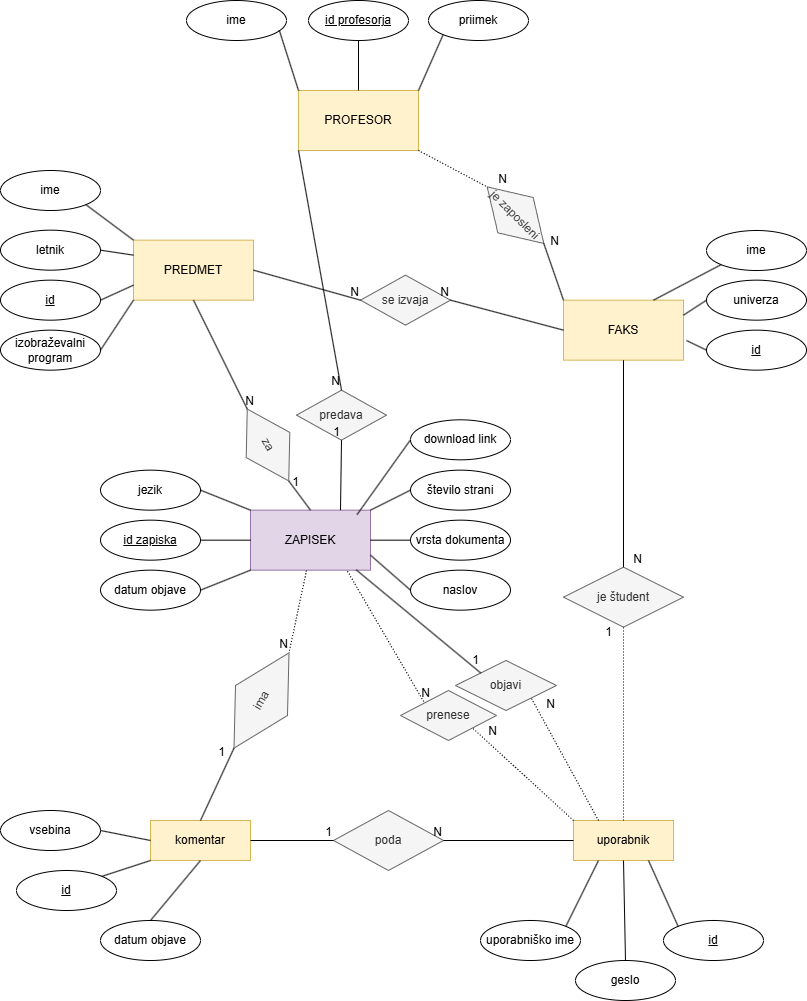 ime
id profesorja
priimek
PROFESOR
N
je zaposleni
N
ime
letnik
id
izobraževalni
program
PREDMET
N
se izvaja
N
ime
univerza
id
FAKS
N
predava
1
N
za
1
download link
število strani
vrsta dokumenta
naslov
jezik
id zapiska
datum objave
ZAPISEK
N
je študent
1
N
ima
1
1
objavi
N
N
prenese
N
vsebina
id
datum objave
komentar
1
poda
N
uporabnik
uporabniško ime
geslo
id